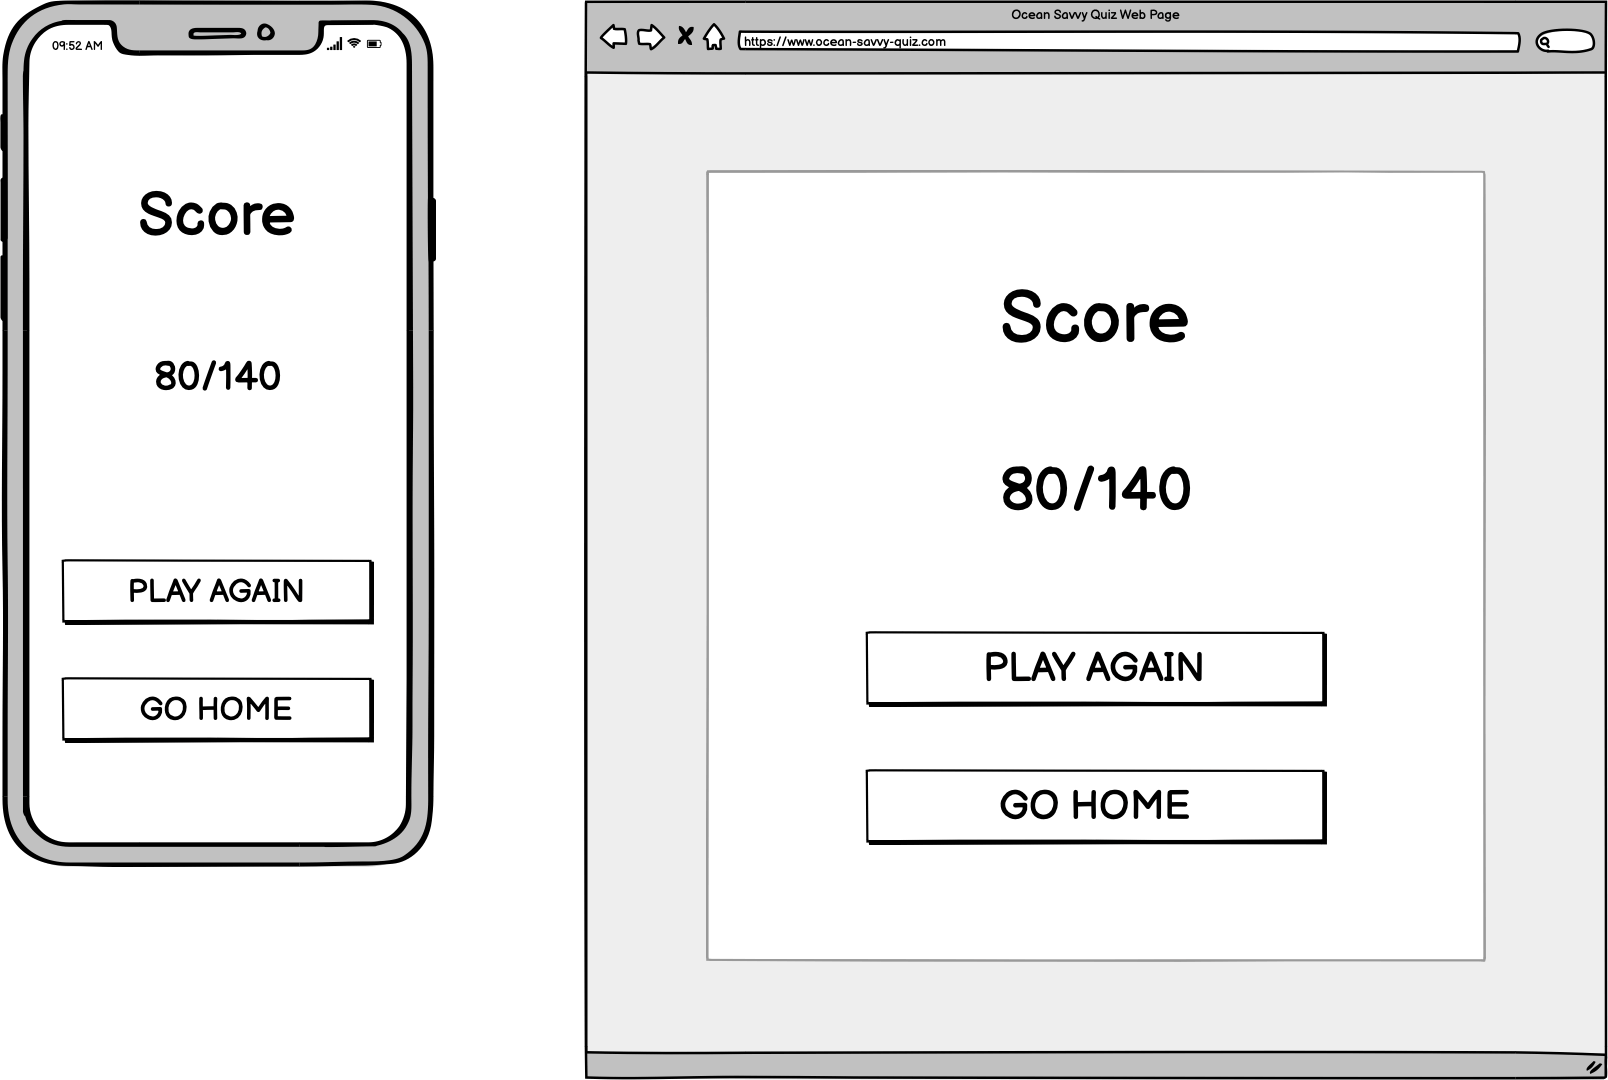 09:52 AM
Score
80/140
PLAY AGAIN
GO HOME
Ocean Savvy Quiz Web Page
https://www.ocean-savvy-quiz.com
Score
80/140
PLAY AGAIN
GO HOME